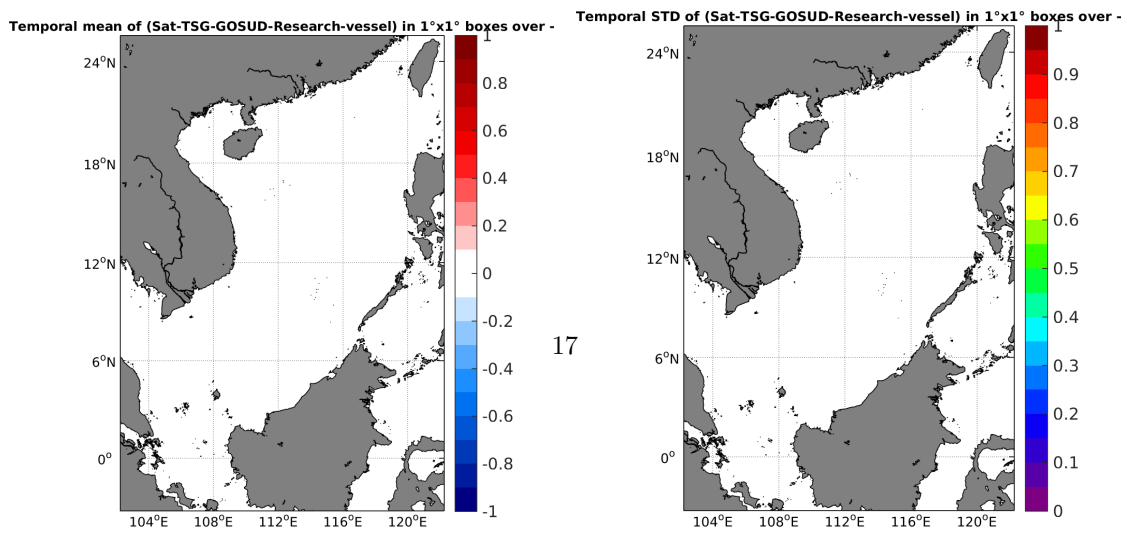 Temporal mean of (Sat-TSG-GOSUD-Research-vessel) in 1°x1° boxes over -
24°N
18°N
12°N
6°N
0°
104°E 108°E 112°E 116°E 120°E
1
0.8
0.6
0.4
0.2
0
-0.2
-0.4
-0.6
-0.8
-1
17
Temporal STD of (Sat-TSG-GOSUD-Research-vessel) in 1°x1° boxes over -
24°N
18°N
12°N
6°N
0°
104°E 108°E 112°E 116°E 120°E
1
0.9
0.8
0.7
0.6
0.5
0.4
0.3
0.2
0.1
0